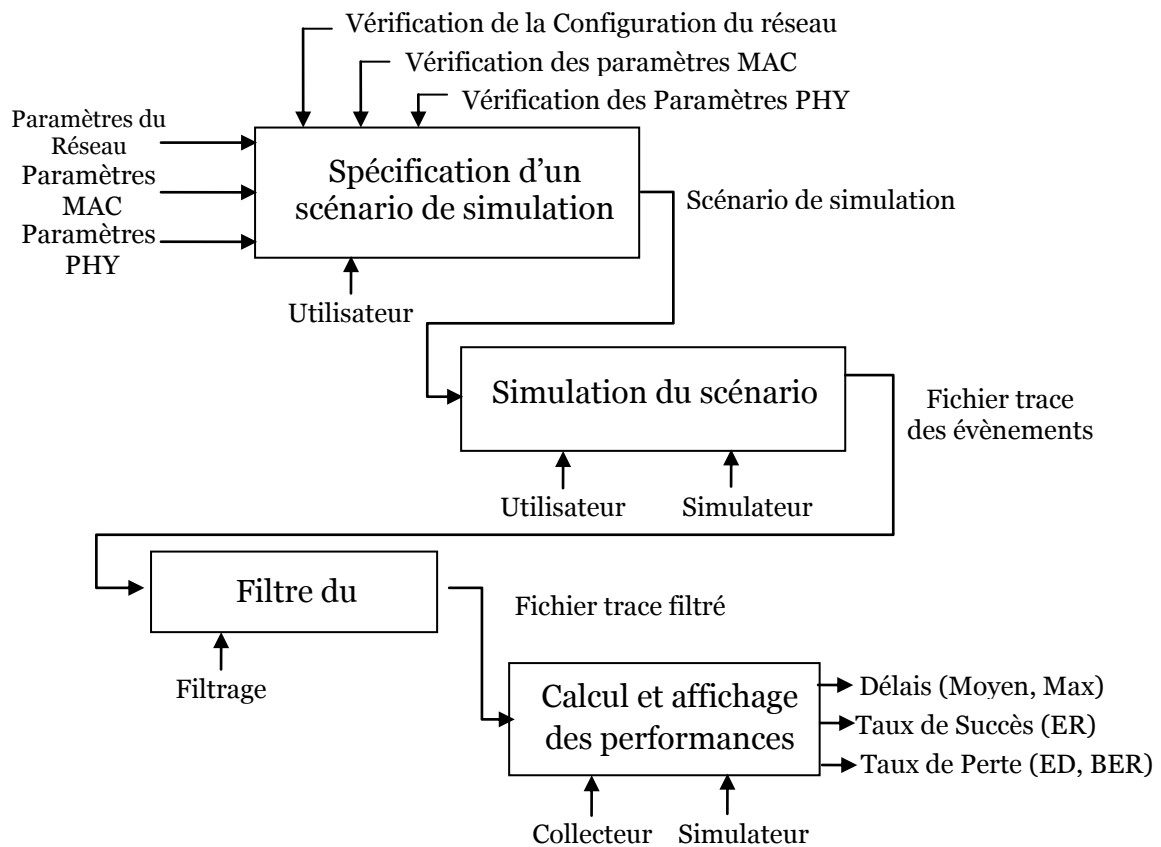 Vérification de la Configuration du réseau
Vérification des paramètres MAC
Vérification des Paramètres PHY
Paramètres du
Réseau
Paramètres
MAC
Paramètres
PHY
Spécification d'un
scénario de simulation
Scénario de simulation
Utilisateur
Simulation du scénario
Fichier trace
des évènements
Utilisateur
Simulateur
Filtre du
Fichier trace filtré
Filtrage
Calcul et affichage
des performances
Délais (Moyen, Max)
Taux de Succès (ER)
Taux de Perte (ED, BER)
Collecteur
Simulateur